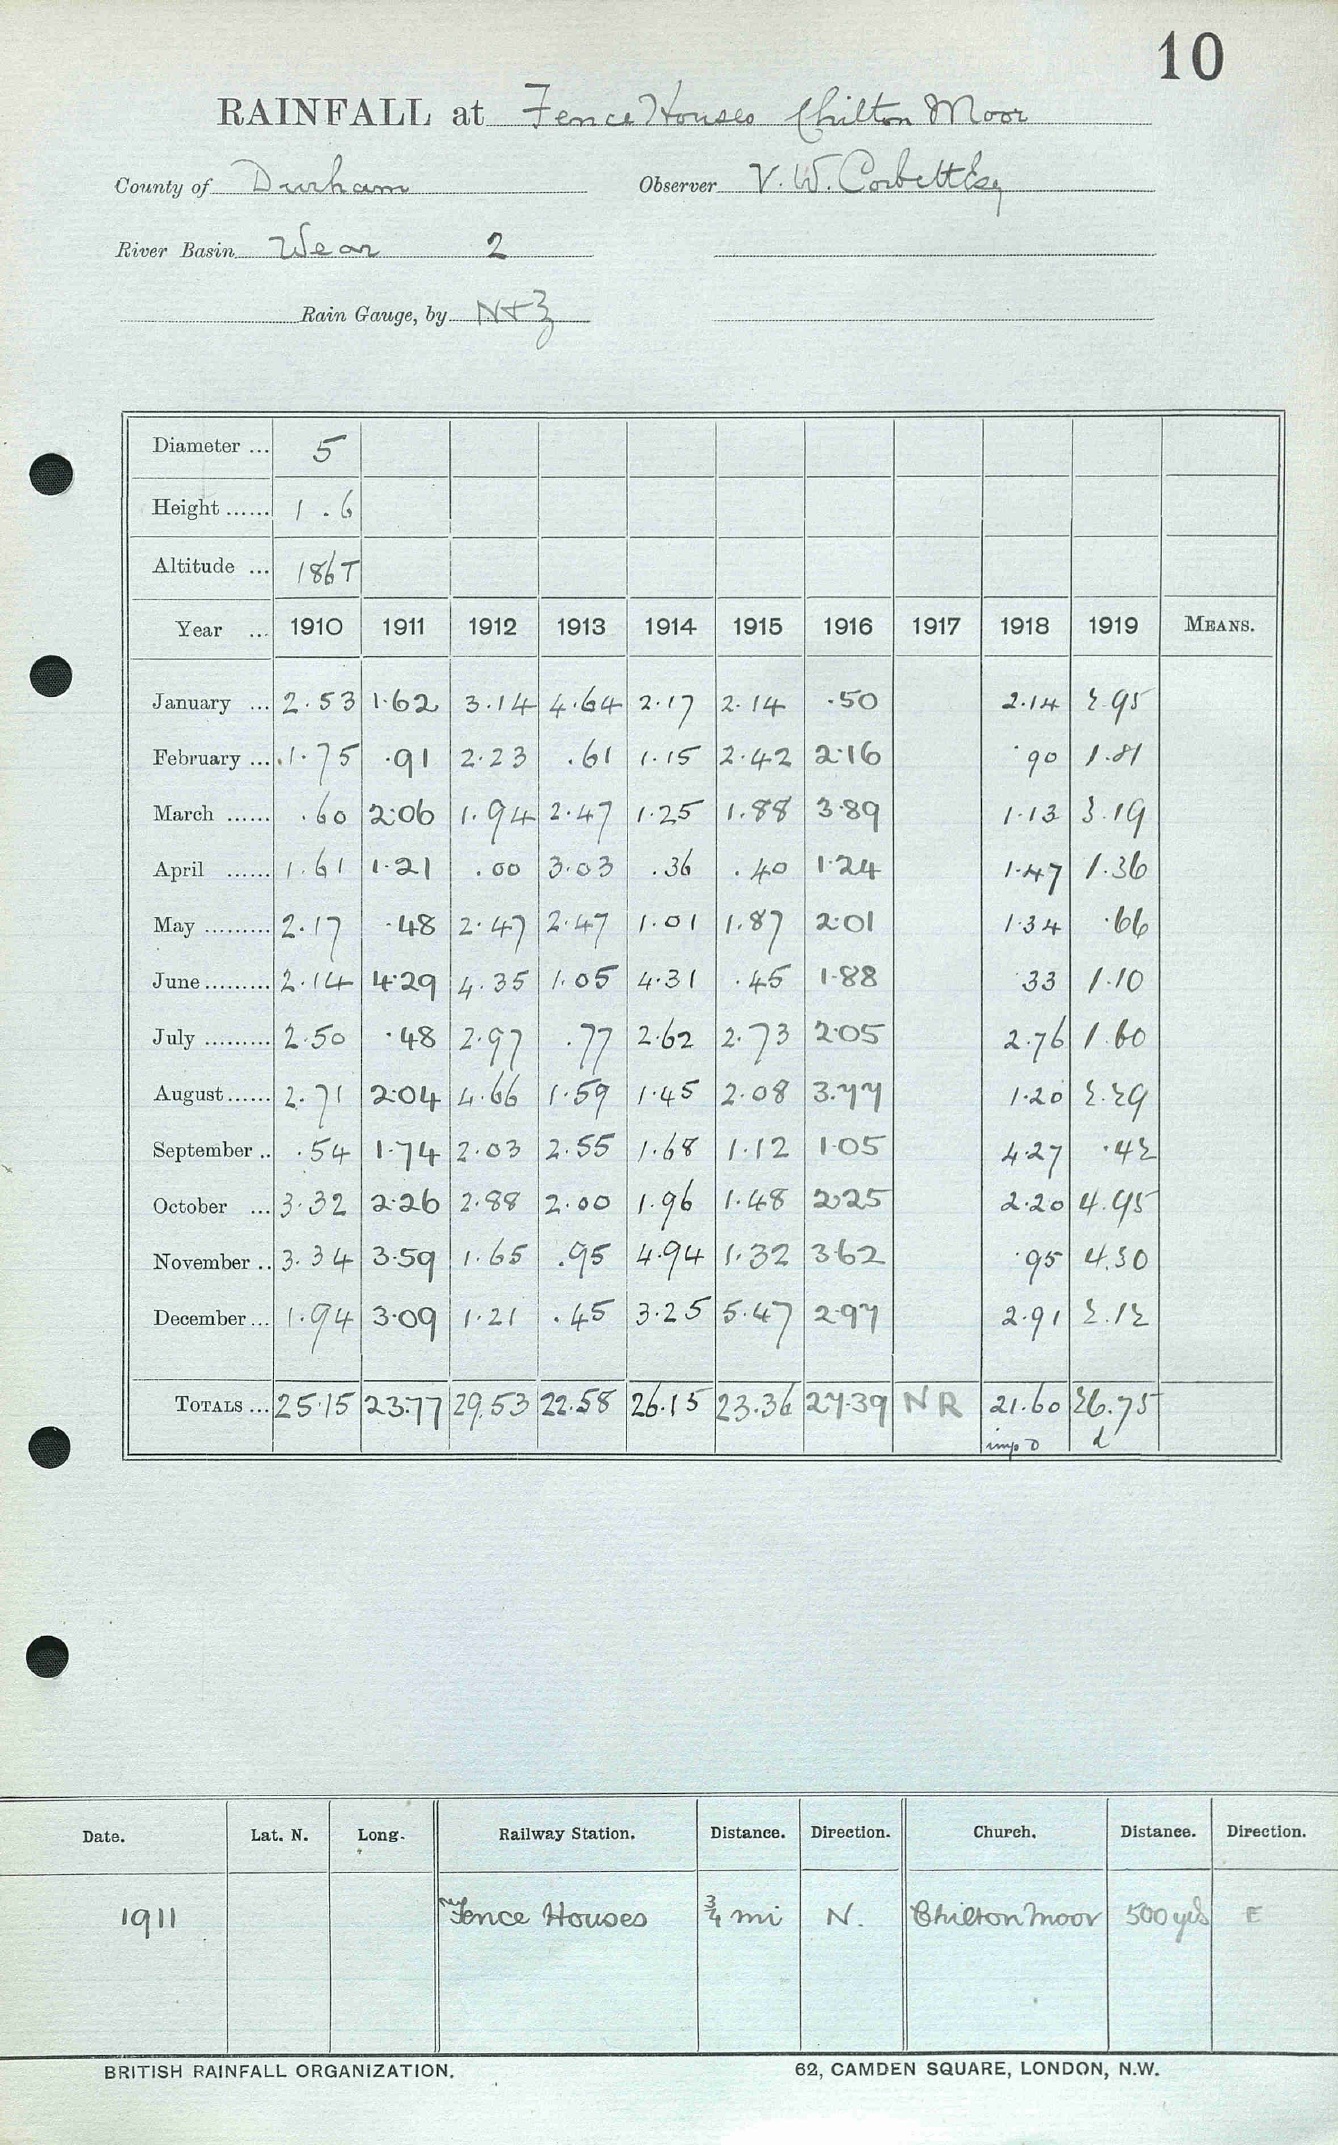 10
RAINFALL at Fence Houses Chilton Moor
County of Durham Observer V. W. Corbett Esq
River Basin Wear 2
Rain Gauge, by N+Z
Diameter ... 5
Height ...... 1.6
Altitude ... 186T
Year ... 1910 1911 1912 1913 1914 1915 1916 1917 1918 1919 MEANS.
January ... 2.53 1.62 3.14 4.64 2.17 2.14 .50 2.14 2.95
February ... 1.75 .91 2.23 .61 1.15 2.42 2.16 .90 1.81
March ...... .60 2.06 1.94 2.47 1.25 1.88 3.89 1.13 3.19
April ...... 1.61 1.21 .00 3.03 .36 .40 1.24 1.47 1.36
May ......... 2.17 .48 2.47 2.47 1.01 1.87 2.01 1.34 .66
June ......... 2.14 4.29 4.35 1.05 4.31 .45 1.88 .33 1.10
July ......... 2.50 .48 2.97 .77 2.62 2.73 2.05 2.76 1.60
August ...... 2.71 2.04 4.66 1.59 1.45 2.08 3.77 1.20 2.29
September .. .54 1.74 2.03 2.55 1.68 1.12 1.05 4.27 .42
October ... 3.32 2.26 2.88 2.00 1.96 1.48 2.25 2.20 4.95
November .. 3.34 3.59 1.65 .95 4.94 1.32 3.62 .95 4.30
December ... 1.94 3.09 1.21 .45 3.25 5.47 2.97 2.91 2.12
TOTALS ... 25.15 23.77 29.53 22.58 26.15 23.36 27.39 NR 21.60 26.75
imp D d
Date. Lat. N. Long. Railway Station. Distance. Direction. Church. Distance. Direction.
1911 Fence Houses ¾ mi N. Chilton Moor 500 yds E
BRITISH RAINFALL ORGANIZATION. 62, CAMDEN SQUARE, LONDON, N.W.